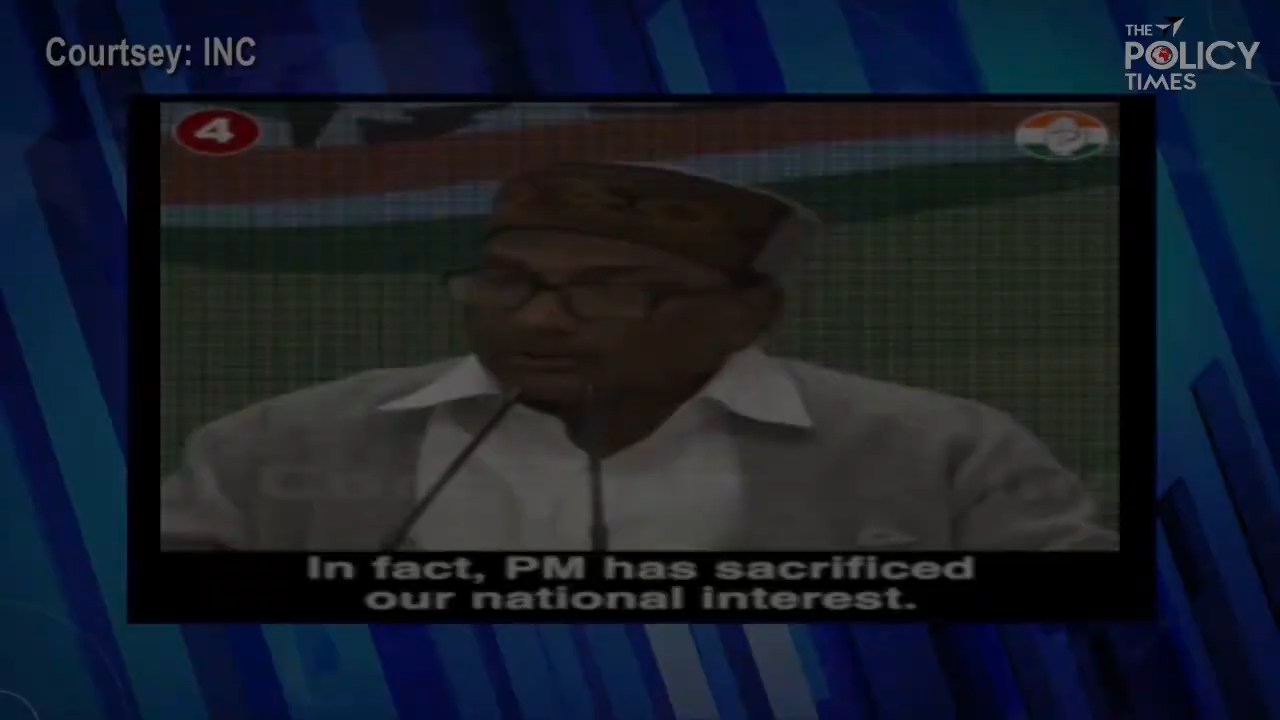 Courtsey: INC
THE
POLICY
TIMES
4
In fact, PM has sacrificed
our national interest.